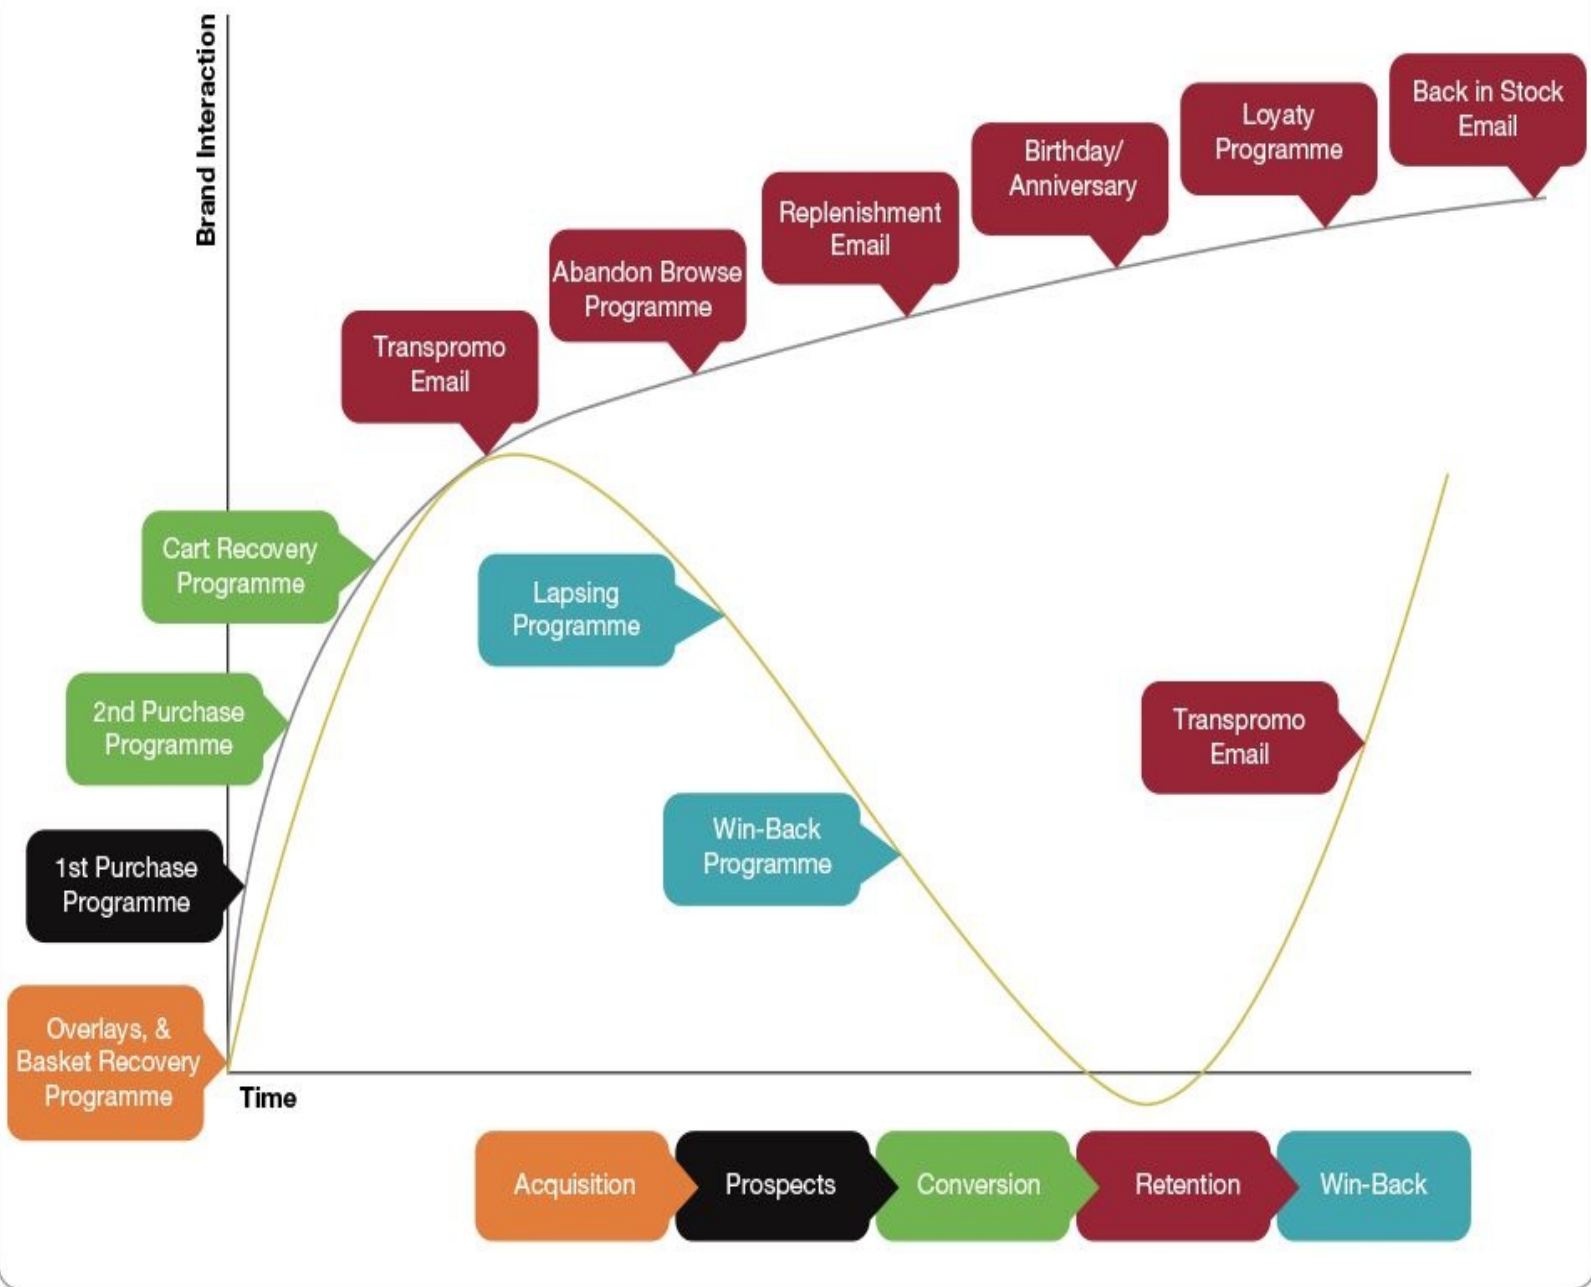 Brand Interaction
Back in Stock
Email
Loyaty
Programme
Birthday/
Anniversary
Replenishment
Email
Abandon Browse
Programme
Transpromo
Email
Cart Recovery
Programme
Lapsing
Programme
2nd Purchase
Programme
Transpromo
Email
Win-Back
Programme
1st Purchase
Programme
Overlays, &
Basket Recovery
Programme
Time
Acquisition
Prospects
Conversion
Retention
Win-Back